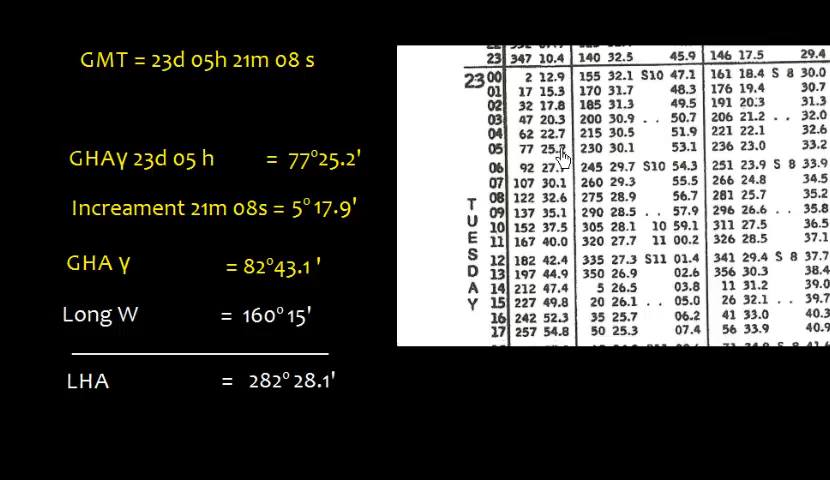 GMT = 23d 05h 21m 08 s
GHAγ 23d 05 h = 77°25.2'
Increament 21m 08s = 5° 17.9'
GHA γ = 82°43.1 '
Long W = 160° 15'
LHA = 282° 28.1'
23 347 10.4 140 32.5 45.9 146 17.5 29.4
23 00 2 12.9 155 32.1 S10 47.1 161 18.4 S 8 30.0
01 17 15.3 170 31.7 48.3 176 19.4 30.7
02 32 17.8 185 31.3 49.5 191 20.3 31.3
03 47 20.3 200 30.9 . . 50.7 206 21.2 . . 32.0
04 62 22.7 215 30.5 51.9 221 22.1 32.6
05 77 230 30.1 53.1 236 23.0 33.2
06 92 245 29.7 S10 54.3 251 23.9 S 8 33.9
07 107 30.1 260 29.3 55.5 266 24.8 34.5
08 122 32.6 275 28.9 56.7 281 25.7 35.2
09 137 35.1 290 28.5 . . 57.9 296 26.6 . . 35.8
10 152 37.5 305 28.1 10 59.1 311 27.5 36.5
11 167 40.0 320 27.7 11 00.2 326 28.5 37.1
12 182 42.4 335 27.3 S11 01.4 341 29.4 S 8 37.7
13 197 44.9 350 26.9 02.6 356 30.3 38.4
14 212 47.4 5 26.5 03.8 11 31.2 39.0
15 227 49.8 20 26.1 . . 05.0 26 32.1 . . 39.7
16 242 52.3 35 25.7 06.2 41 33.0 40.3
17 257 54.8 50 25.3 07.4 56 33.9 40.9
TUESDAY